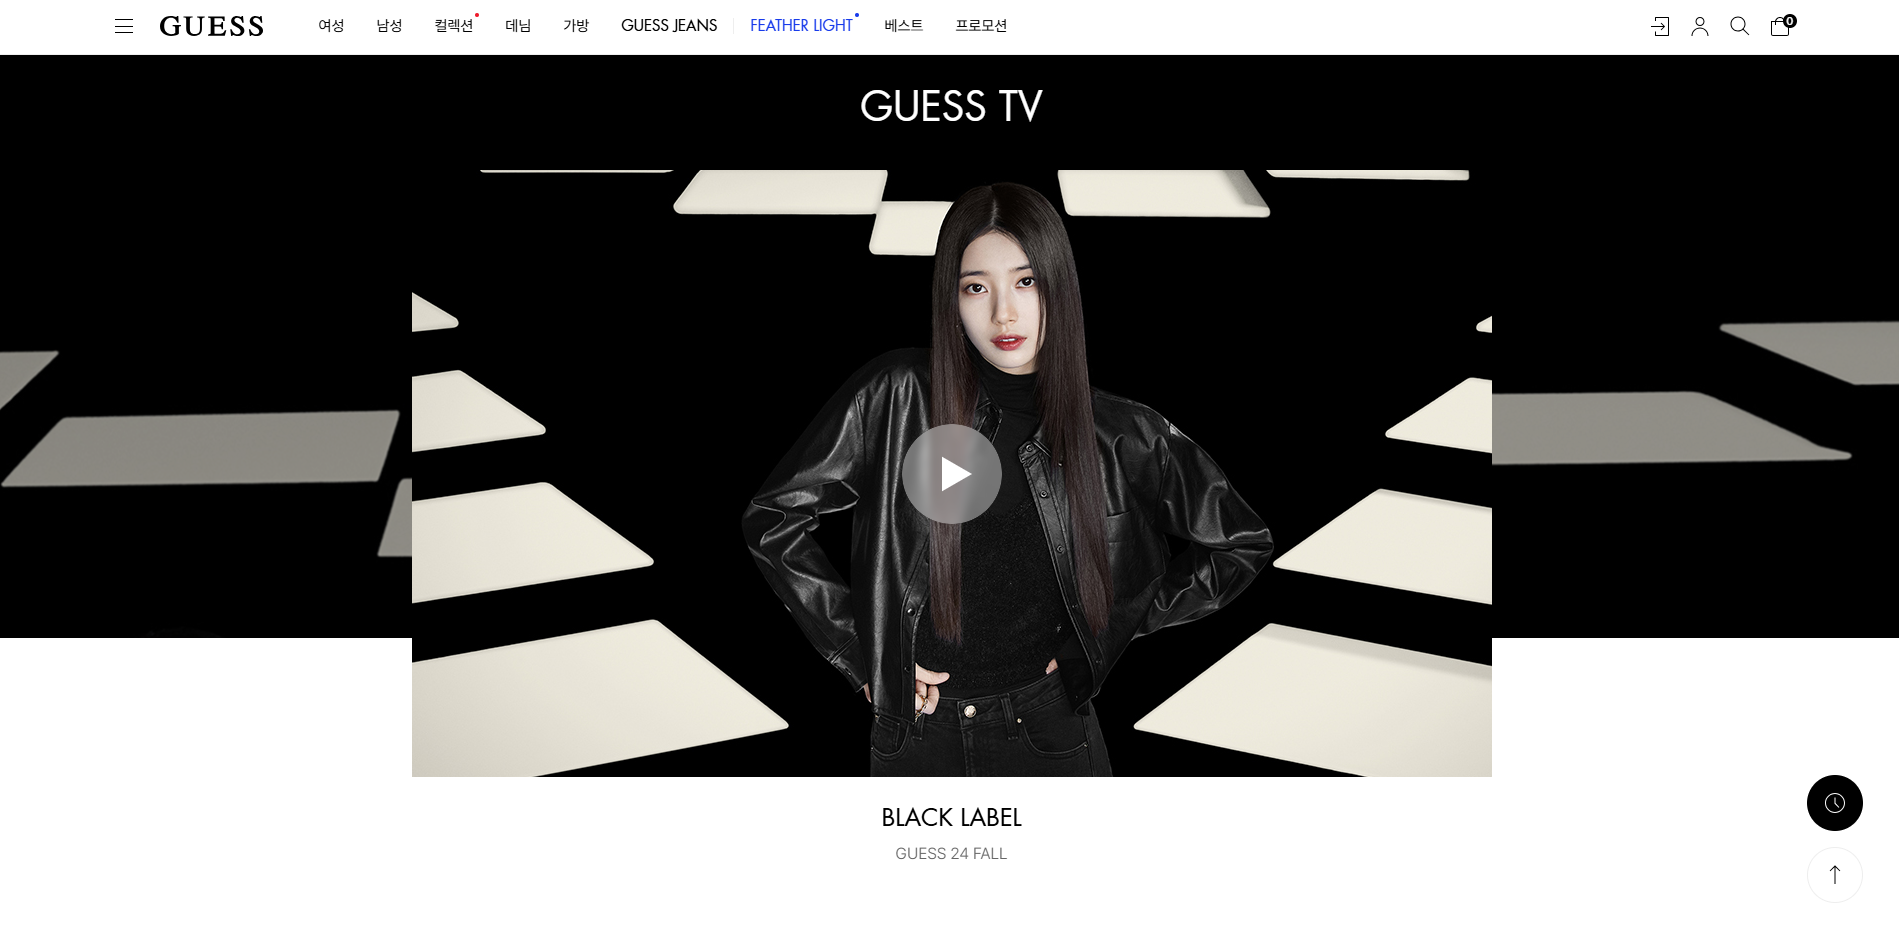 GUESS
여성
남성
컬렉션
데님
가방
GUESS JEANS
FEATHER LIGHT
베스트
프로모션
0
GUESS TV
BLACK LABEL
GUESS 24 FALL